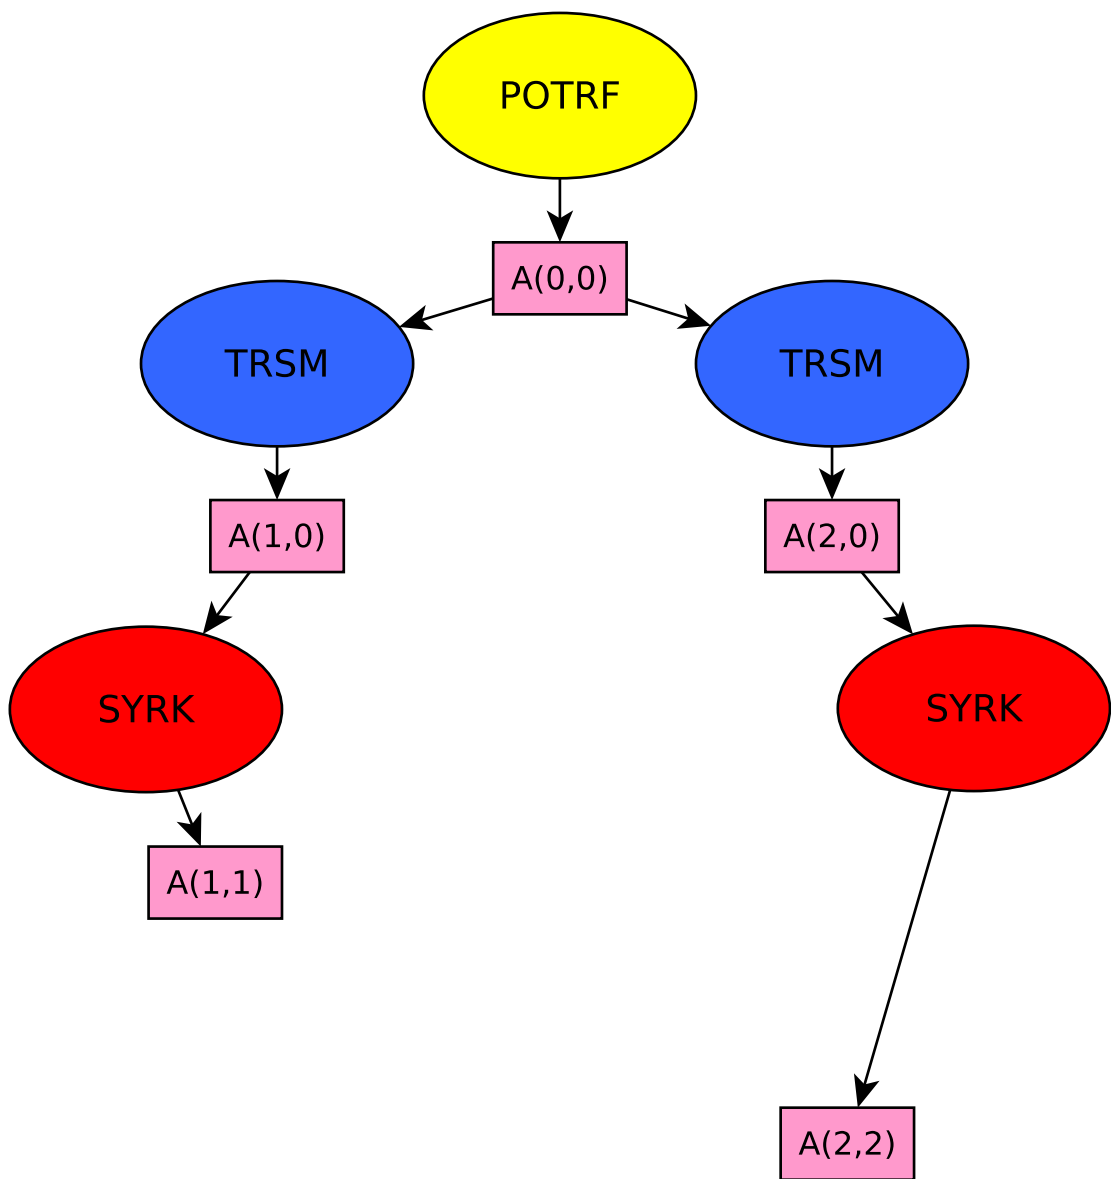 POTRF
A(0,0)
TRSM
TRSM
A(1,0)
A(2,0)
SYRK
SYRK
A(1,1)
A(2,2)